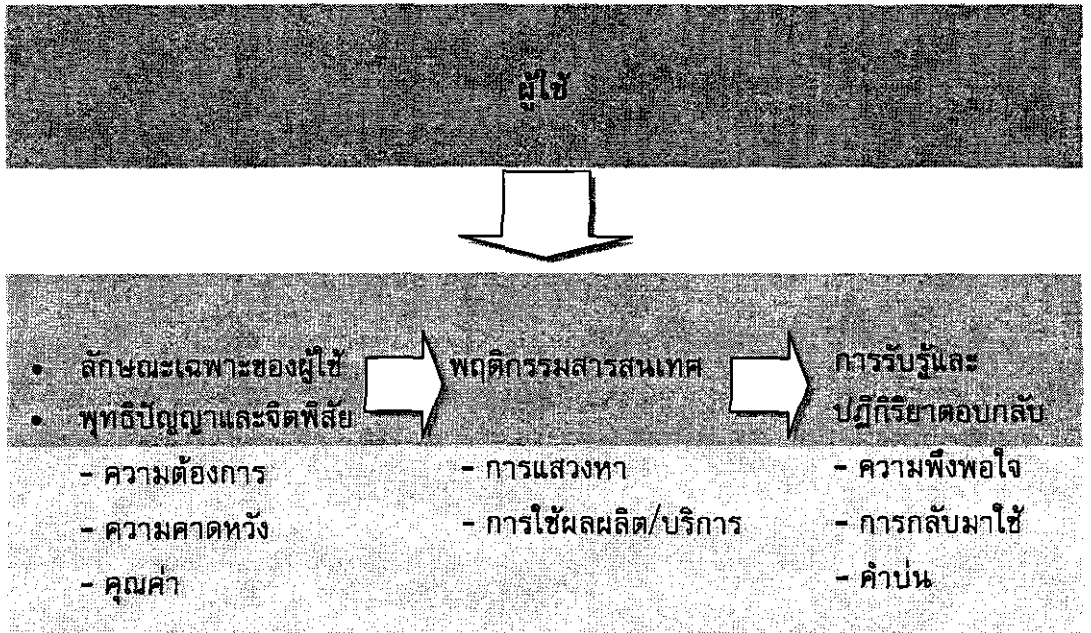 ผู้ใช้
• ลักษณะเฉพาะของผู้ใช้
• พุทธิปัญญาและจิตพิสัย
- ความต้องการ
- ความคาดหวัง
- คุณค่า
พฤติกรรมสารสนเทศ
- การแสวงหา
- การใช้ผลผลิต/บริการ
การรับรู้และ
ปฏิกิริยาตอบกลับ
- ความพึงพอใจ
- การกลับมาใช้
- คำบ่น